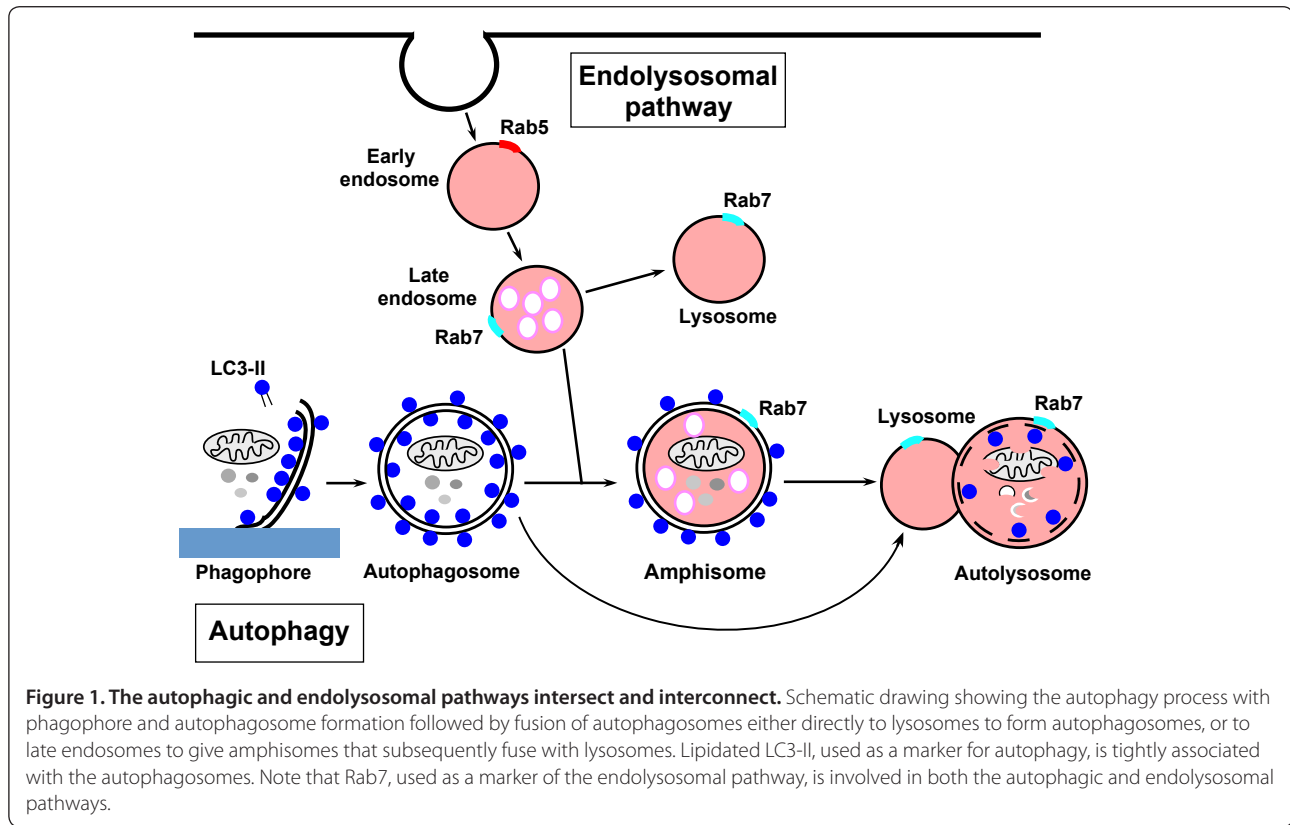 Endolysosomal
pathway
Rab5
Early
endosome
Rab7
Late
endosome
Rab7
Lysosome
LC3-II
Rab7
Lysosome
Rab7
Phagophore
Autophagosome
Amphisome
Autolysosome
Autophagy
Figure 1. The autophagic and endolysosomal pathways intersect and interconnect. Schematic drawing showing the autophagy process with
phagophore and autophagosome formation followed by fusion of autophagosomes either directly to lysosomes to form autophagosomes, or to
late endosomes to give amphisomes that subsequently fuse with lysosomes. Lipidated LC3-II, used as a marker for autophagy, is tightly associated
with the autophagosomes. Note that Rab7, used as a marker of the endolysosomal pathway, is involved in both the autophagic and endolysosomal
pathways.